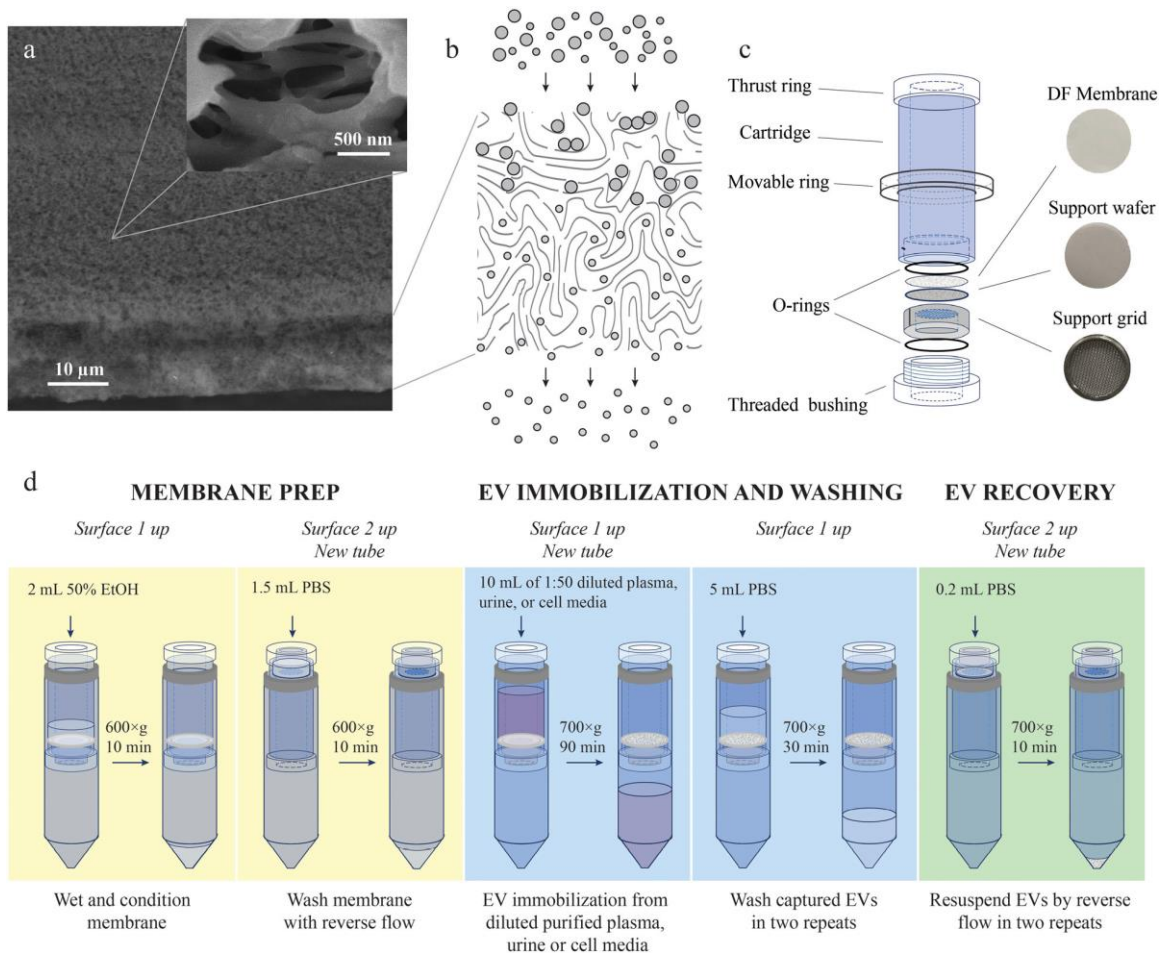 a
500 nm
10 µm
b
c
Thrust ring
Cartridge
Movable ring
O-rings
Threaded bushing
DF Membrane
Support wafer
Support grid
d
MEMBRANE PREP
EV IMMOBILIZATION AND WASHING
EV RECOVERY
Surface 1 up
Surface 2 up
New tube
Surface 1 up
New tube
Surface 1 up
Surface 2 up
New tube
2 mL 50% EtOH
1.5 mL PBS
10 mL of 1:50 diluted plasma,
urine, or cell media
5 mL PBS
0.2 mL PBS
600×g
10 min
600×g
10 min
700×g
90 min
700×g
30 min
700×g
10 min
Wet and condition
membrane
Wash membrane
with reverse flow
EV immobilization from
diluted purified plasma,
urine or cell media
Wash captured EVs
in two repeats
Resuspend EVs by reverse
flow in two repeats